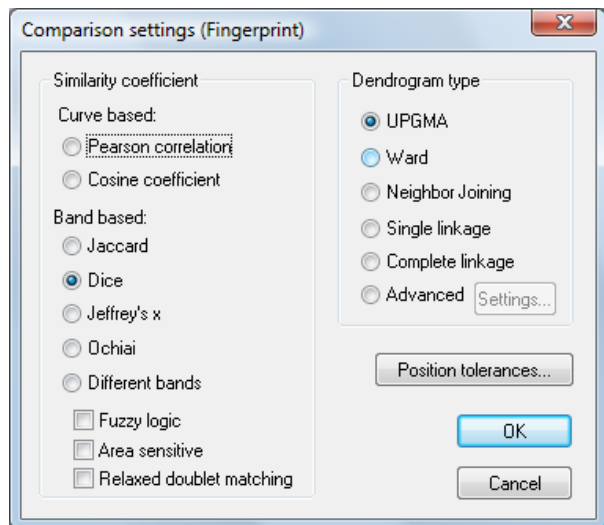 Comparison settings (Fingerprint)
Similarity coefficient
Curve based:
Pearson correlation
Cosine coefficient
Band based:
Jaccard
Dice
Jeffrey's x
Ochiai
Different bands
Fuzzy logic
Area sensitive
Relaxed doublet matching
Dendrogram type
UPGMA
Ward
Neighbor Joining
Single linkage
Complete linkage
Advanced Settings...
Position tolerances...
OK
Cancel